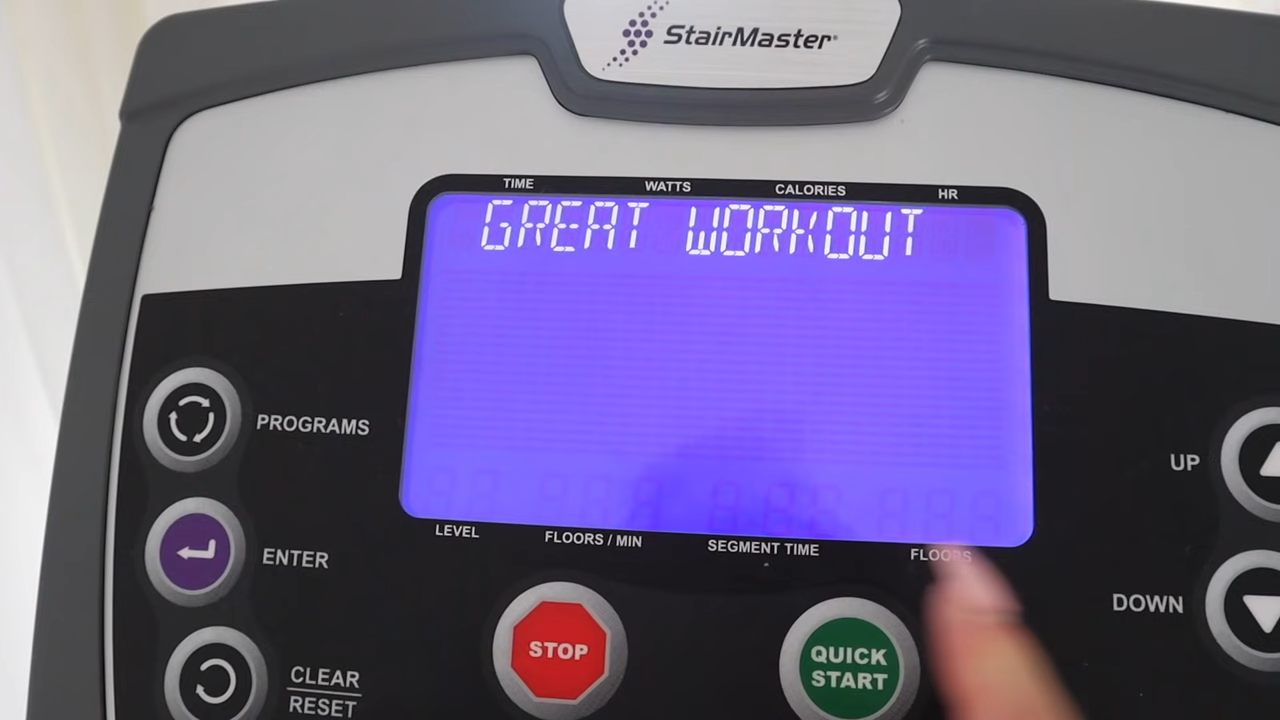 StairMaster®
TIME WATTS CALORIES HR
GREAT WORKOUT
LEVEL FLOORS / MIN SEGMENT TIME FLOORS
PROGRAMS
ENTER
CLEAR
RESET
STOP
QUICK
START
UP
DOWN